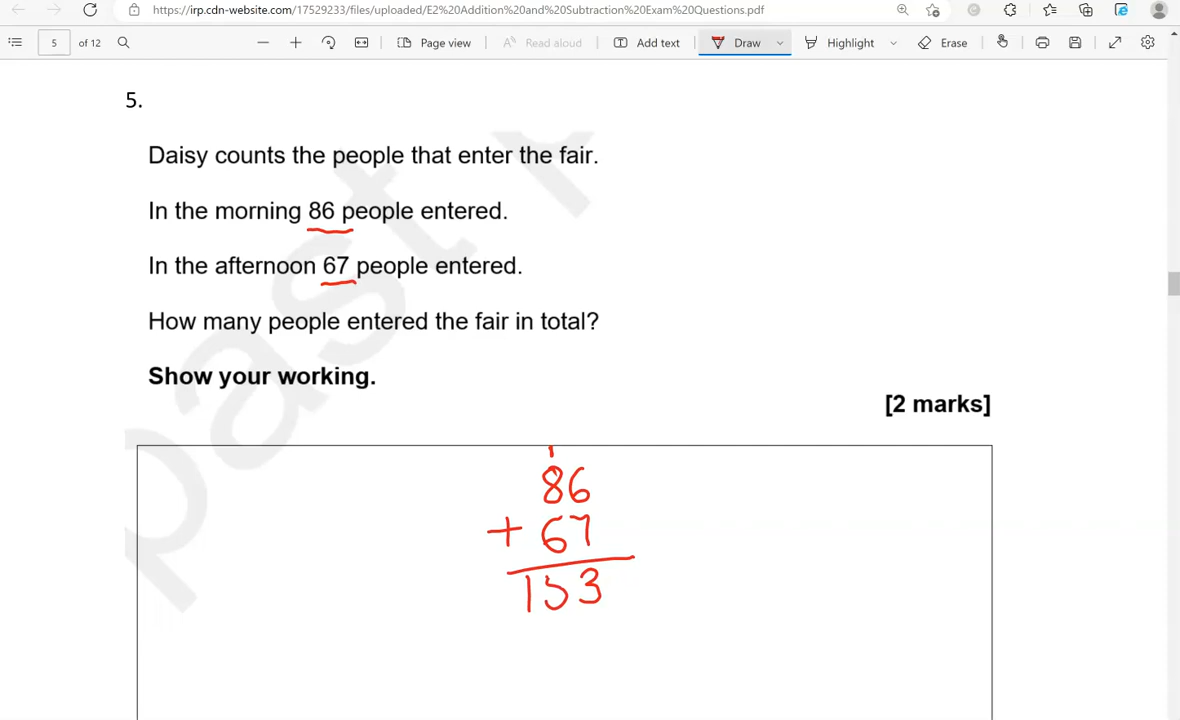 https://irp.cdn-website.com/17529233/files/uploaded/E2%20Addition%20and%20Subtraction%20Exam%20Questions.pdf
5 of 12
Page view
Read aloud
Add text
Draw
Highlight
Erase
5.
Daisy counts the people that enter the fair.
In the morning 86 people entered.
In the afternoon 67 people entered.
How many people entered the fair in total?
Show your working.
[2 marks]
1
86
+ 67
153
past